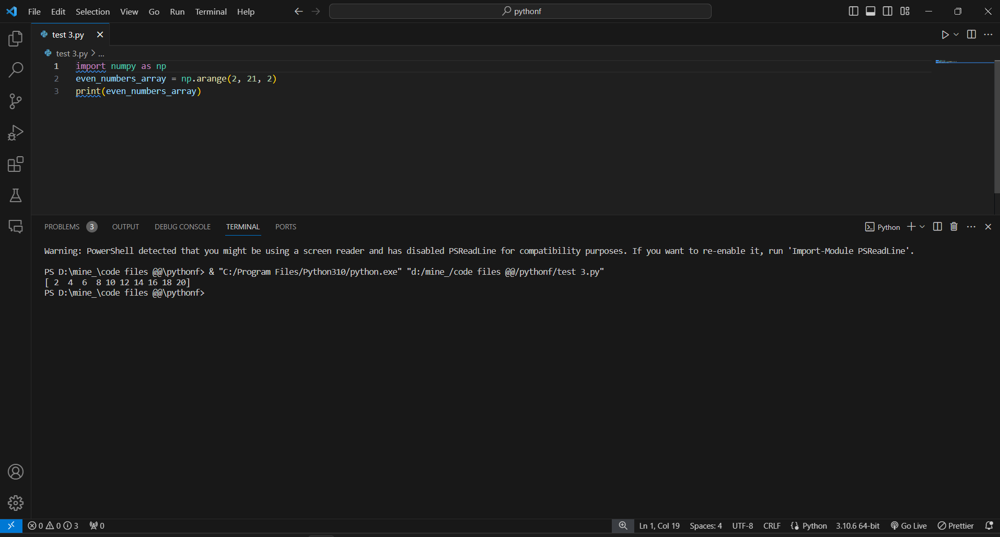 File Edit Selection View Go Run Terminal Help
pythonf
test 3.py
test 3.py > ...
1 import numpy as np
2 even_numbers_array = np.arange(2, 21, 2)
3 print(even_numbers_array)
PROBLEMS 3 OUTPUT DEBUG CONSOLE TERMINAL PORTS
Python
Warning: PowerShell detected that you might be using a screen reader and has disabled PSReadLine for compatibility purposes. If you want to re-enable it, run 'Import-Module PSReadLine'.
PS D:\mine_\code files @@\pythonf> & "C:/Program Files/Python310/python.exe" "d:/mine_/code files @@/pythonf/test 3.py"
[ 2  4  6  8 10 12 14 16 18 20]
PS D:\mine_\code files @@\pythonf>
0 0 3 0 Ln 1, Col 19 Spaces: 4 UTF-8 CRLF Python 3.10.6 64-bit Go Live Prettier